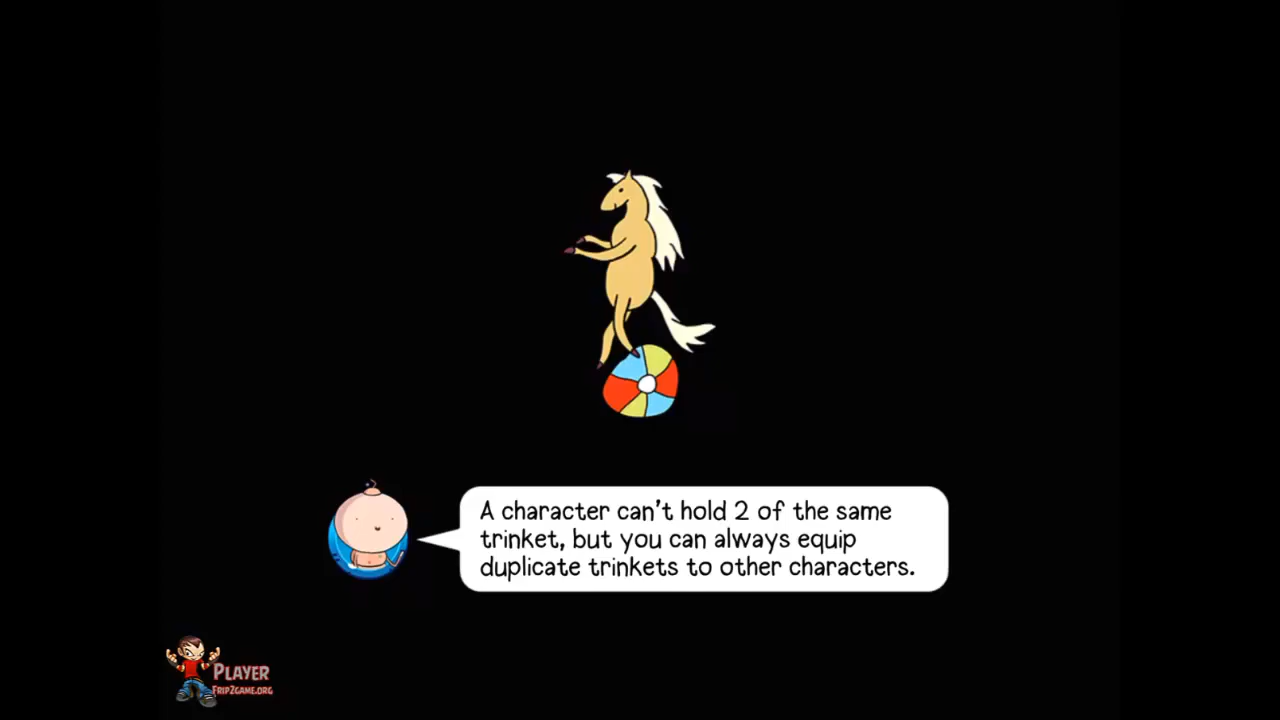 A character can't hold 2 of the same
trinket, but you can always equip
duplicate trinkets to other characters.
Player
Frip2game.org